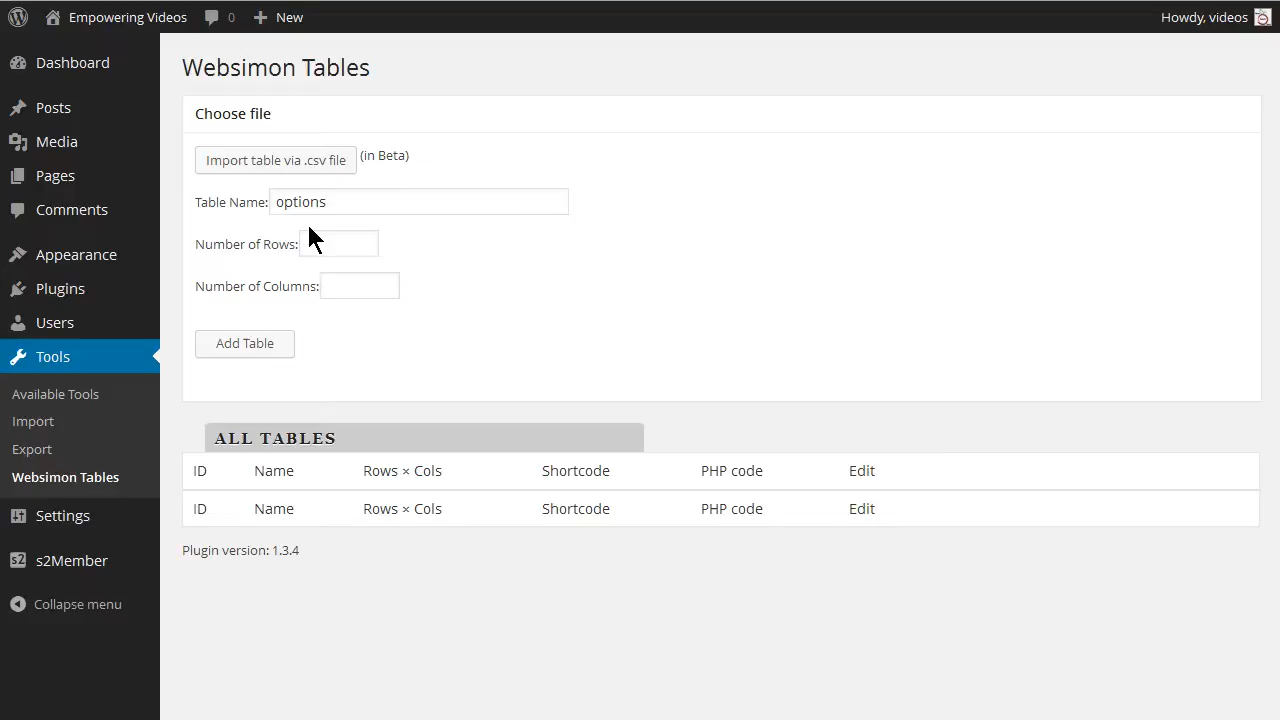 Empowering Videos 0 New Howdy, videos
Dashboard
Posts
Media
Pages
Comments
Appearance
Plugins
Users
Tools
Available Tools
Import
Export
Websimon Tables
Settings
s2 s2Member
Collapse menu
Websimon Tables
Choose file
Import table via .csv file (in Beta)
Table Name: options
Number of Rows:
Number of Columns:
Add Table
ALL TABLES
ID Name Rows × Cols Shortcode PHP code Edit
ID Name Rows × Cols Shortcode PHP code Edit
Plugin version: 1.3.4